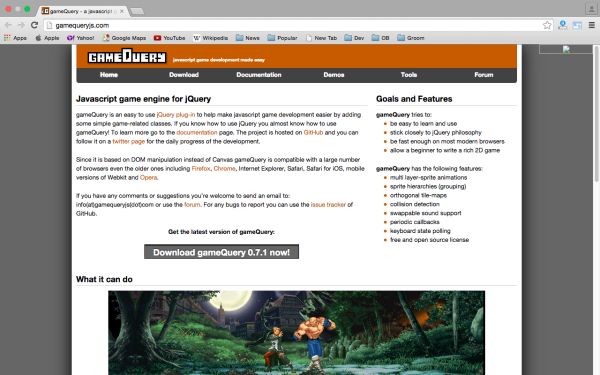 gameQuery - a javascript g
gamequeryjs.com
Apps Apple Yahoo! Google Maps YouTube Wikipedia News Popular New Tab Dev OB Groom
GAMEQUERY javascript game development made easy
Home Download Documentation Demos Tools Forum
Javascript game engine for jQuery
gameQuery is an easy to use jQuery plug-in to help make javascript game development easier by adding
some simple game-related classes. If you know how to use jQuery you almost know how to use
gameQuery! To learn more go to the documentation page. The project is hosted on GitHub and you can
follow it on a twitter page for the daily progress of the development.
Since it is based on DOM manipulation instead of Canvas gameQuery is compatible with a large number
of browsers even the older ones including Firefox, Chrome, Internet Explorer, Safari, Safari for iOS, mobile
versions of Webkit and Opera.
If you have any comments or suggestions you're welcome to send an email to:
info[at]gamequeryjs[dot]com or use the forum. For any bugs to report you can use the issue tracker of
GitHub.
Get the latest version of gameQuery:
Download gameQuery 0.7.1 now!
Goals and Features
gameQuery tries to:
be easy to learn and use
stick closely to jQuery philosophy
be fast enough on most modern browsers
allow a beginner to write a rich 2D game
gameQuery has the following features:
multi layer-sprite animations
sprite hierarchies (grouping)
orthogonal tile-maps
collision detection
swappable sound support
periodic callbacks
keyboard state polling
free and open source license
What it can do